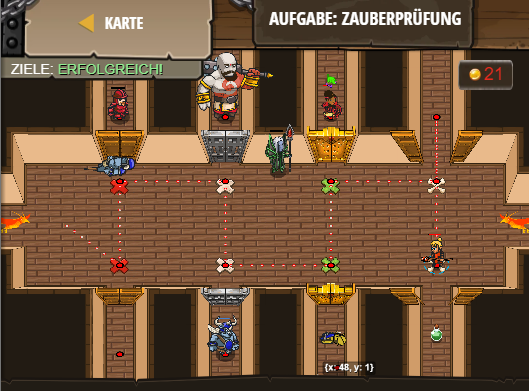 KARTE
AUFGABE: ZAUBERPRÜFUNG
ZIELE: ERFOLGREICH!
21
{x: 48, y: 1}